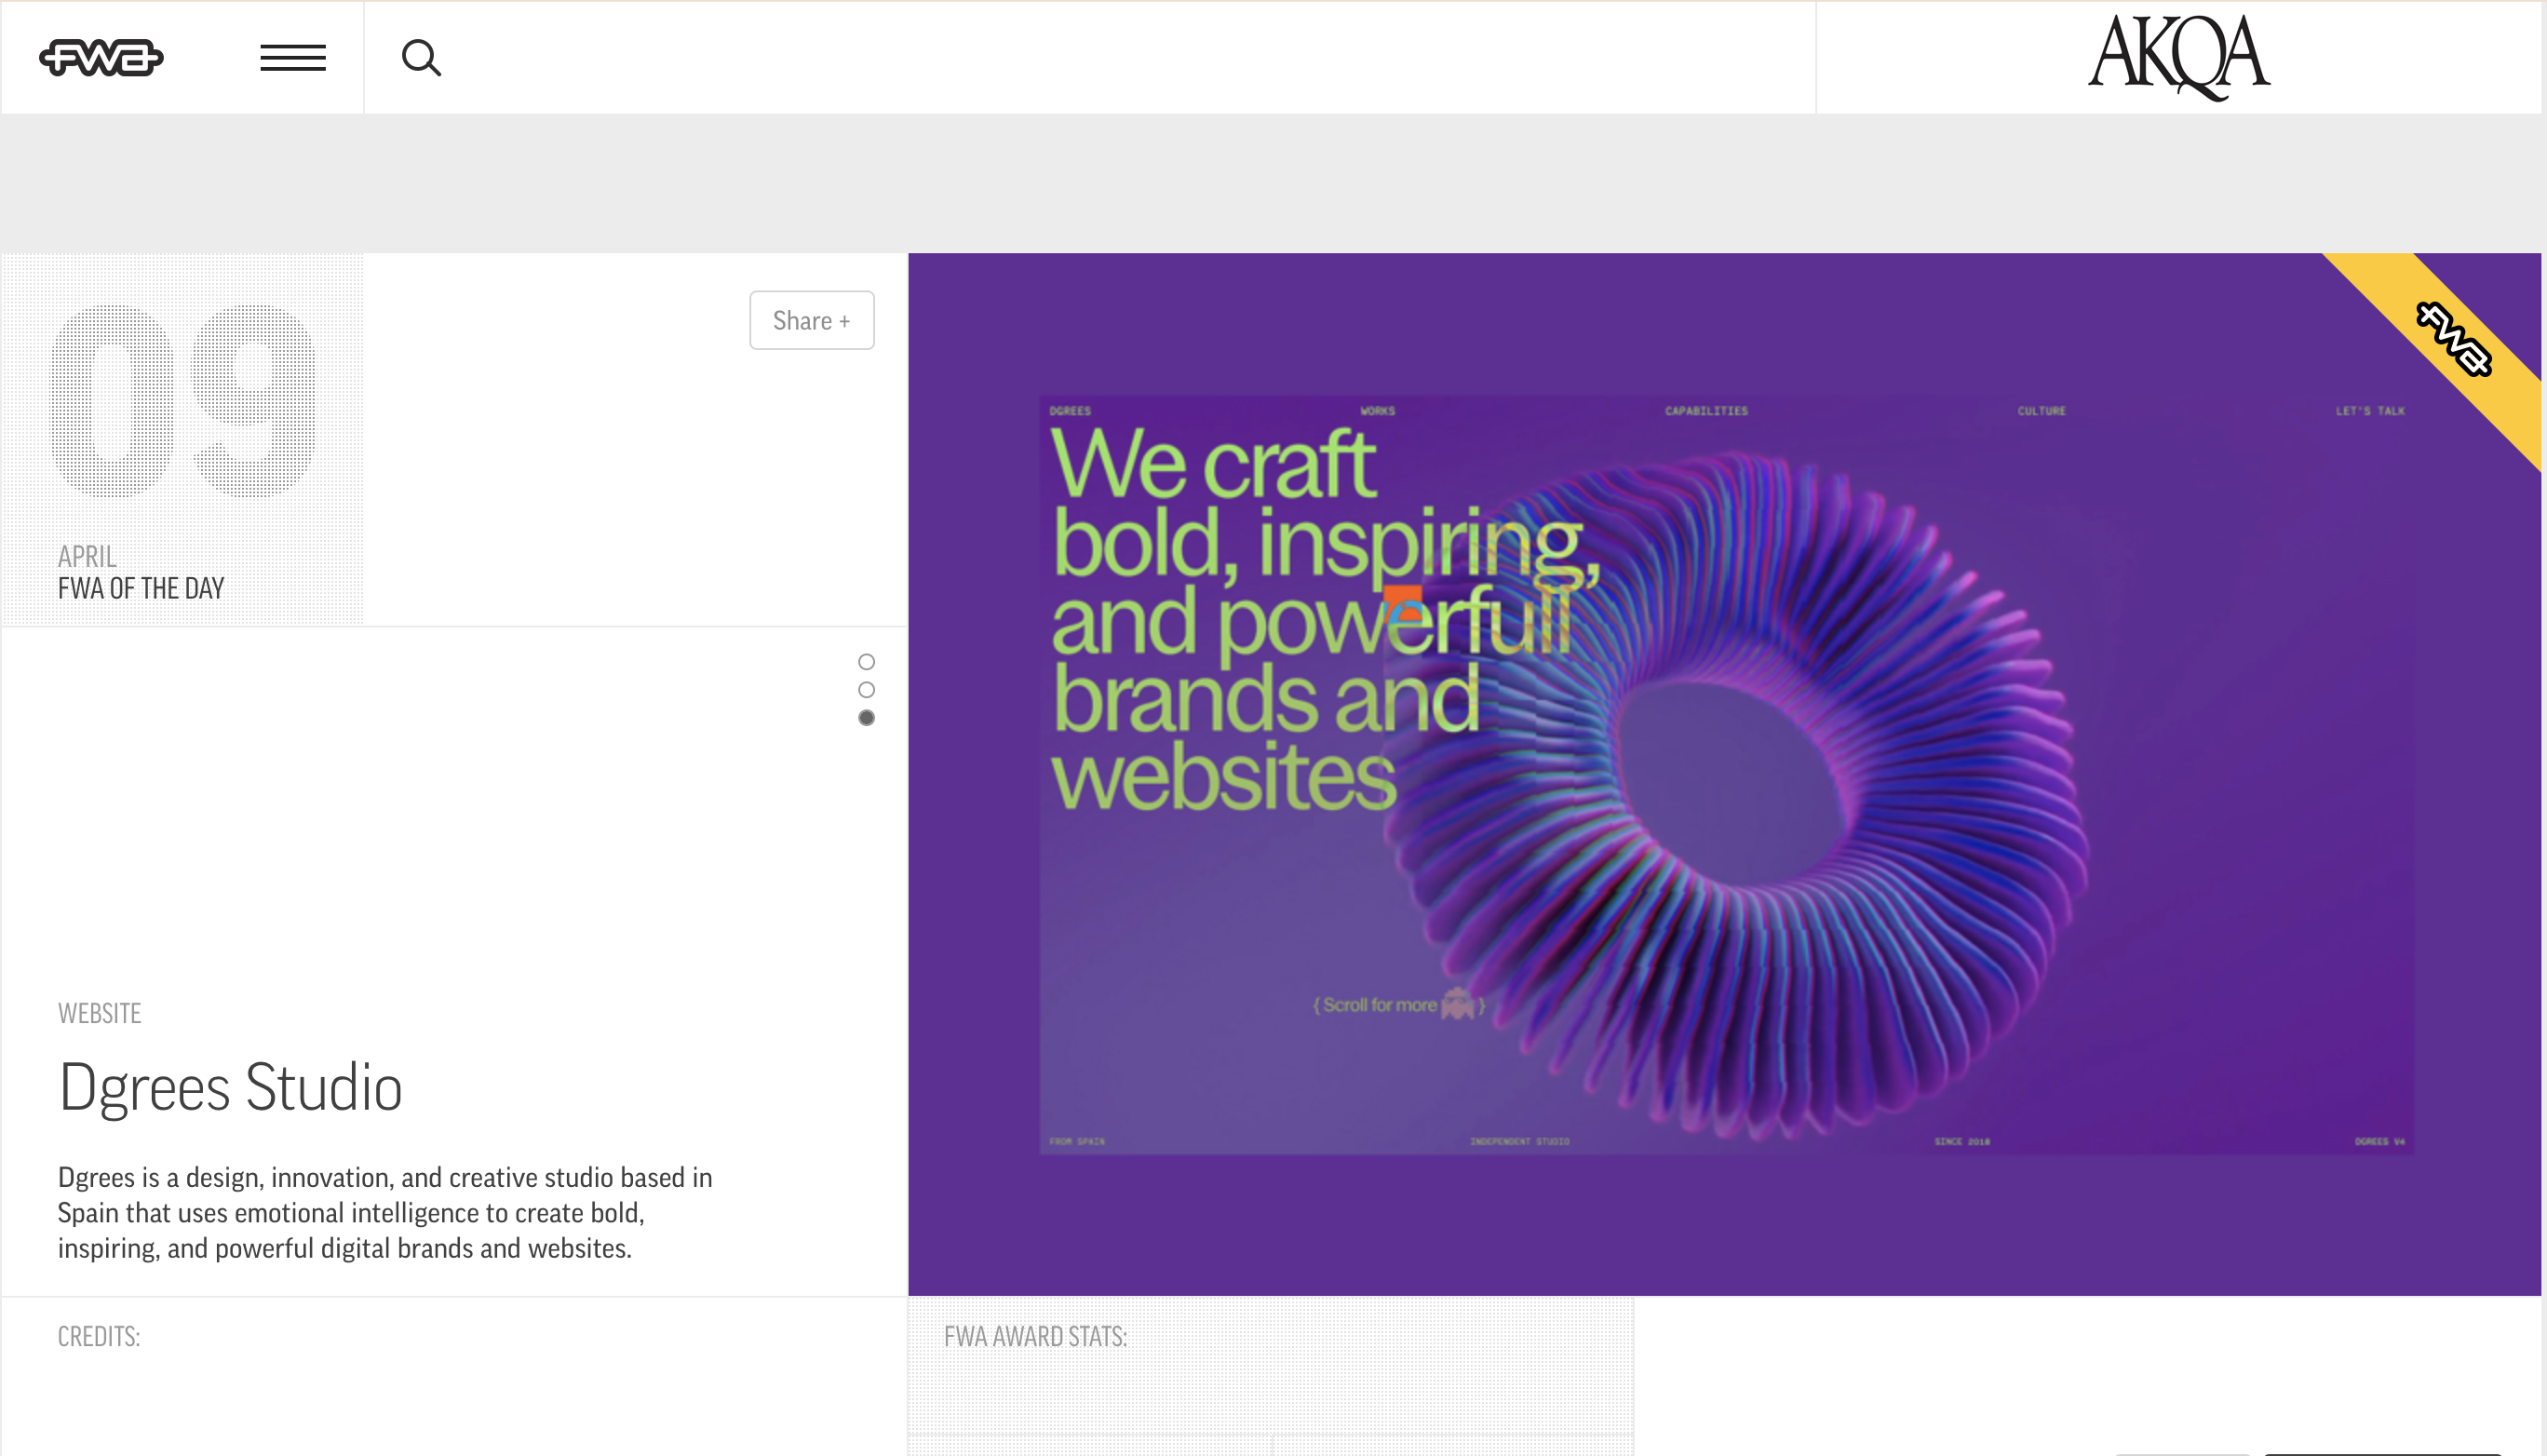 fwa
AKQA
09
Share +
APRIL
FWA OF THE DAY
WEBSITE
Dgrees Studio
Dgrees is a design, innovation, and creative studio based in
Spain that uses emotional intelligence to create bold,
inspiring, and powerful digital brands and websites.
fwa
DGREES WORKS CAPABILITIES CULTURE LET'S TALK
We craft
bold, inspiring,
and powerfull
brands and
websites
{ Scroll for more }
FROM SPAIN INDEPENDENT STUDIO SINCE 2018 DGREES V4
CREDITS:
FWA AWARD STATS: